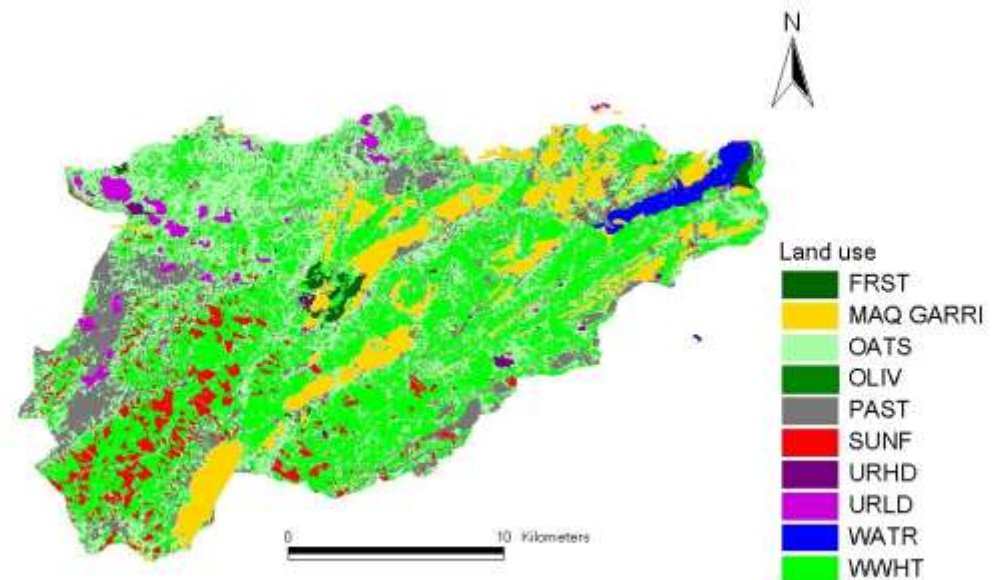 N
Land use
FRST
MAQ GARRI
OATS
OLIV
PAST
SUNF
URHD
URLD
WATR
WWHT
0 10 Kilometers